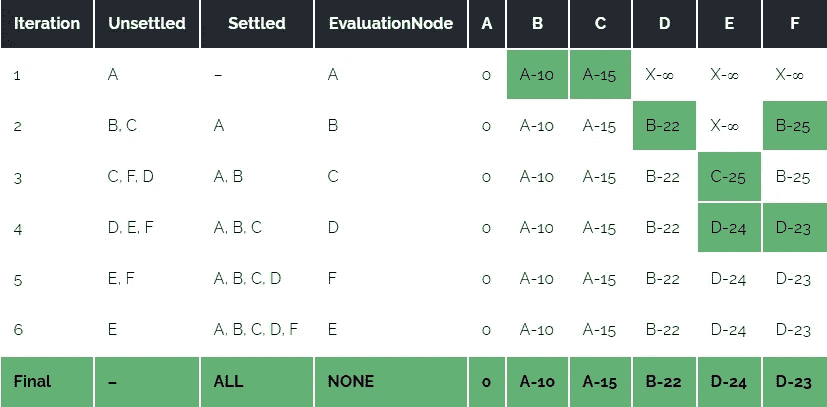 Iteration Unsettled Settled EvaluationNode A B C D E F
1 A – A 0 A-10 A-15 X-∞ X-∞ X-∞
2 B, C A B 0 A-10 A-15 B-22 X-∞ B-25
3 C, F, D A, B C 0 A-10 A-15 B-22 C-25 B-25
4 D, E, F A, B, C D 0 A-10 A-15 B-22 D-24 D-23
5 E, F A, B, C, D F 0 A-10 A-15 B-22 D-24 D-23
6 E A, B, C, D, F E 0 A-10 A-15 B-22 D-24 D-23
Final – ALL NONE 0 A-10 A-15 B-22 D-24 D-23